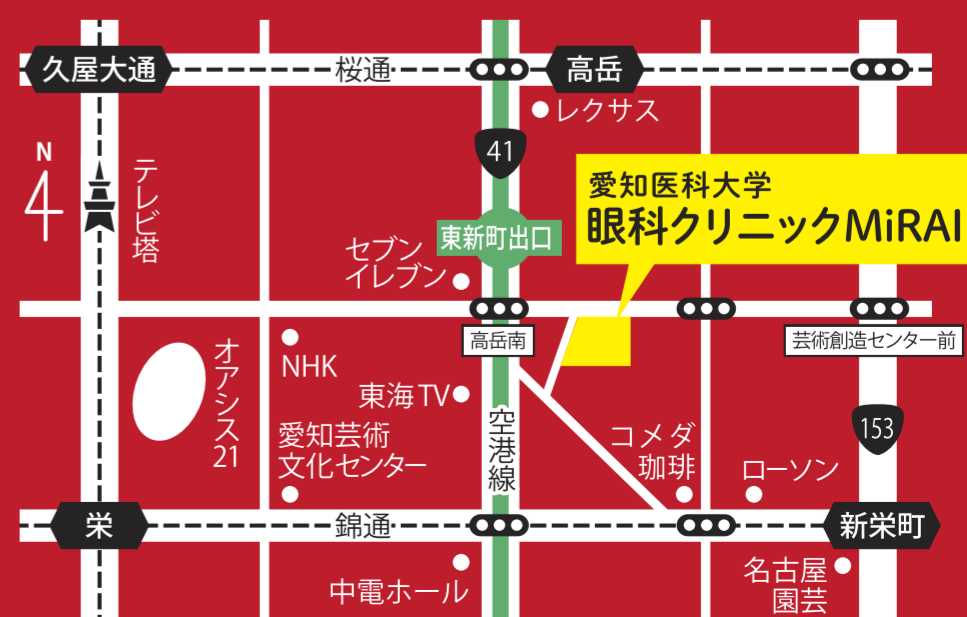 久屋大通
桜通
高岳
レクサス
N
テレビ塔
41
愛知医科大学
眼科クリニックMiRAI
東新町出口
セブン
イレブン
高岳南
芸術創造センター前
NHK
オアシス21
東海TV
空港線
153
愛知芸術
文化センター
コメダ
珈琲
ローソン
栄
錦通
新栄町
中電ホール
名古屋
園芸